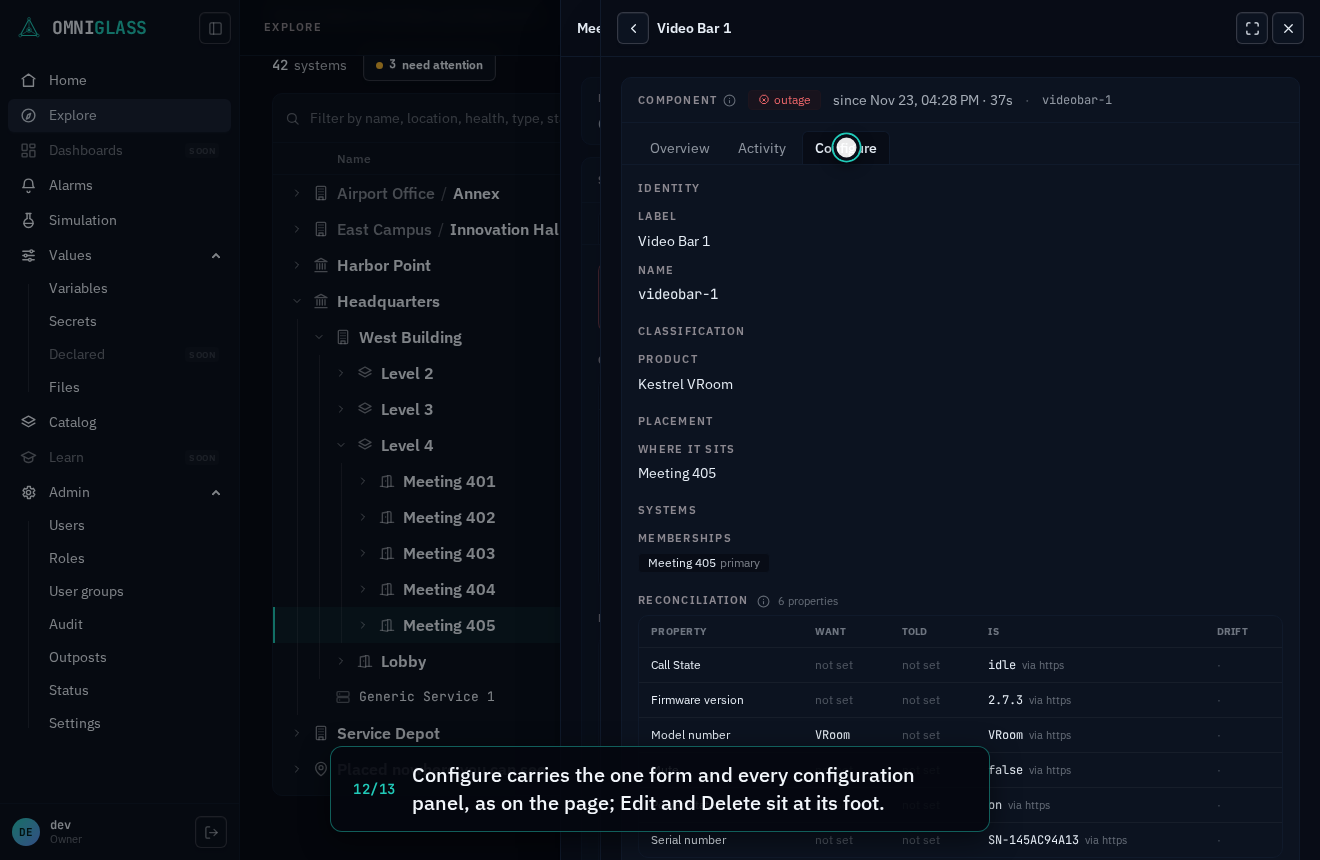 OMNIGLASS
Home
Explore
Dashboards SOON
Alarms
Simulation
Values
Variables
Secrets
Declared SOON
Files
Catalog
Learn SOON
Admin
Users
Roles
User groups
Audit
Outposts
Status
Settings
DE dev
Owner
EXPLORE
42 systems 3 need attention
Filter by name, location, health, type, st
Name
Airport Office / Annex
East Campus / Innovation Hal
Harbor Point
Headquarters
West Building
Level 2
Level 3
Level 4
Meeting 401
Meeting 402
Meeting 403
Meeting 404
Meeting 405
Lobby
Generic Service 1
Service Depot
Mee
Video Bar 1
COMPONENT outage since Nov 23, 04:28 PM · 37s · videobar-1
Overview Activity Configure
IDENTITY
LABEL
Video Bar 1
NAME
videobar-1
CLASSIFICATION
PRODUCT
Kestrel VRoom
PLACEMENT
WHERE IT SITS
Meeting 405
SYSTEMS
MEMBERSHIPS
Meeting 405 primary
RECONCILIATION 6 properties
PROPERTY WANT TOLD IS DRIFT
Call State not set not set idle via https -
Firmware version not set not set 2.7.3 via https -
Model number VRoom not set VRoom via https -
false via https -
on via https -
Serial number not set not set SN-145AC94A13 via https -
12/13 Configure carries the one form and every configuration
panel, as on the page; Edit and Delete sit at its foot.